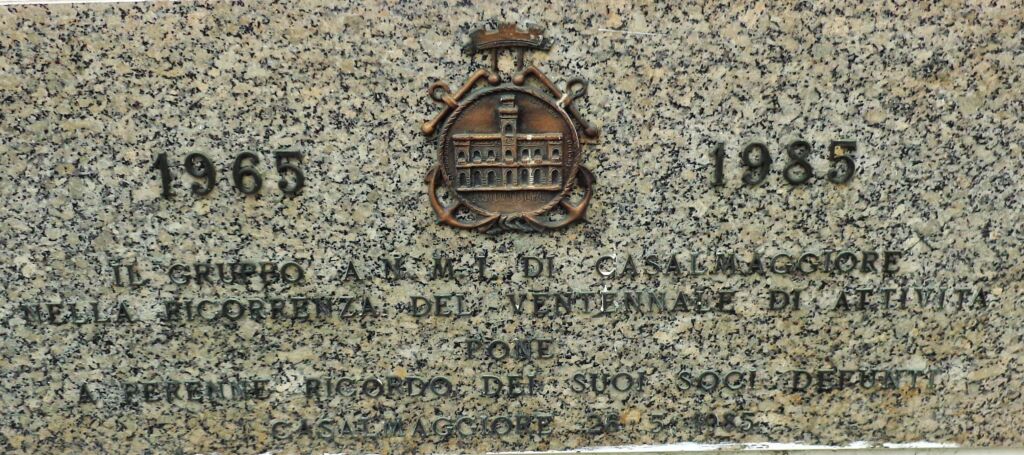 1965 1985
IL GRUPPO A.N.M.I. DI CASALMAGGIORE
NELLA RICORRENZA DEL VENTENNALE DI ATTIVITA
PONE
A PERENNE RICORDO DEI SUOI SOCI DEFUNTI
CASALMAGGIORE 26-5-1985